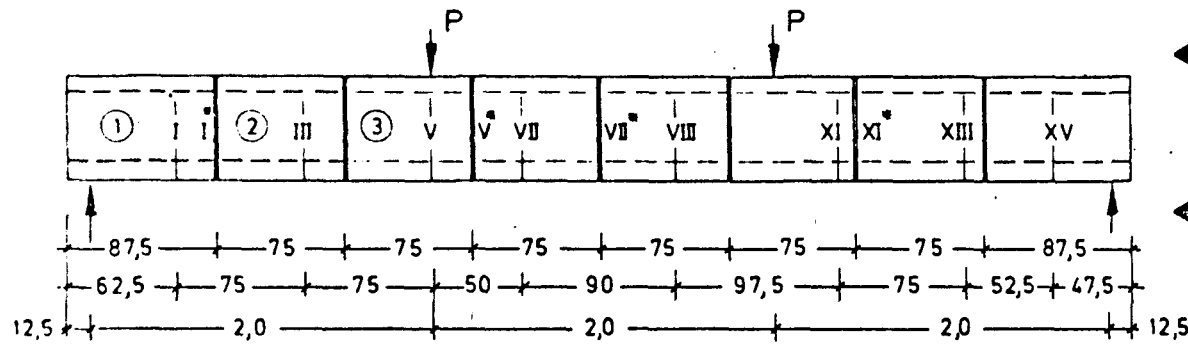 P P
① I I* ② III ③ V V* VII VII* VIII XI XI* XIII XV
87,5 75 75 75 75 75 75 87,5
62,5 75 75 50 90 97,5 75 52,5 47,5
12,5 2,0 2,0 2,0 12,5